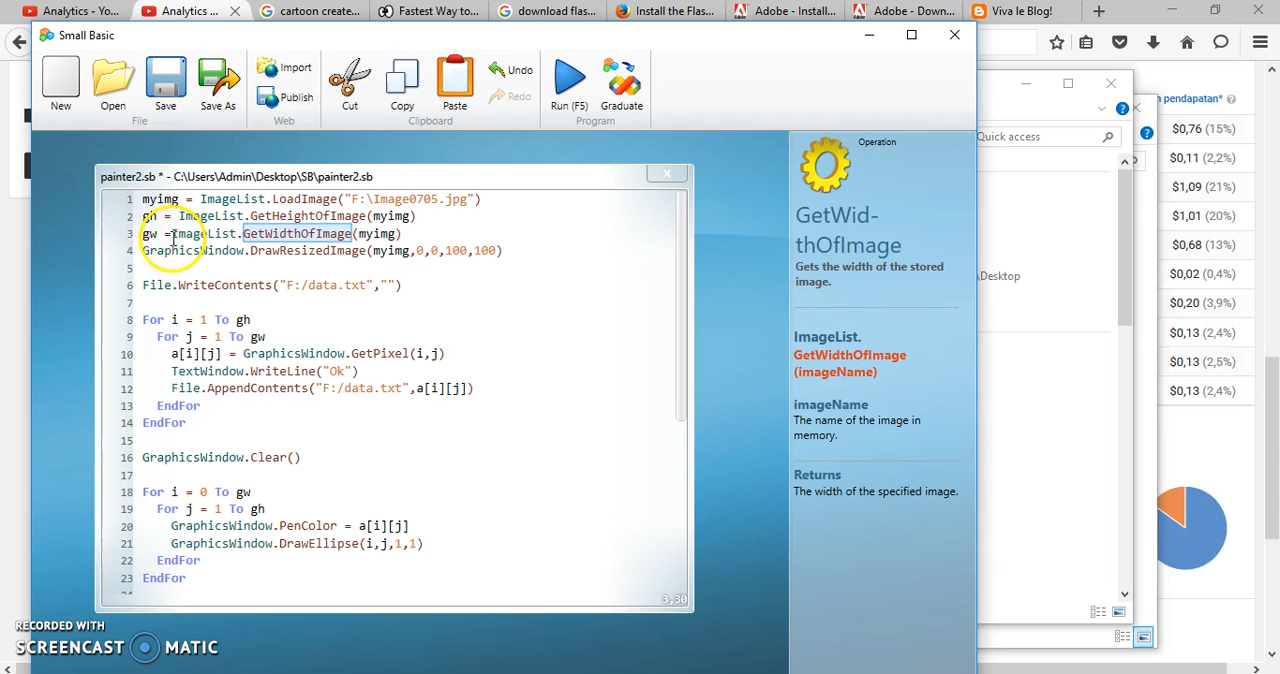 Analytics - Yo...
Analytics ...
cartoon create...
Fastest Way to...
download flas...
Install the Flas...
Adobe - Install...
Adobe - Down...
Viva le Blog!
Small Basic
New
Open
Save
Save As
File
Import
Publish
Web
Cut
Copy
Paste
Undo
Redo
Clipboard
Run (F5)
Graduate
Program
painter2.sb * - C:\Users\Admin\Desktop\SB\painter2.sb
1 myimg = ImageList.LoadImage("F:\Image0705.jpg")
2 gh = ImageList.GetHeightOfImage(myimg)
3 gw =ImageList.GetWidthOfImage(myimg)
4 GraphicsWindow.DrawResizedImage(myimg,0,0,100,100)
5
6 File.WriteContents("F:/data.txt","")
7
8 For i = 1 To gh
9 For j = 1 To gw
10 a[i][j] = GraphicsWindow.GetPixel(i,j)
11 TextWindow.WriteLine("Ok")
12 File.AppendContents("F:/data.txt",a[i][j])
13 EndFor
14 EndFor
15
16 GraphicsWindow.Clear()
17
18 For i = 0 To gw
19 For j = 1 To gh
20 GraphicsWindow.PenColor = a[i][j]
21 GraphicsWindow.DrawEllipse(i,j,1,1)
22 EndFor
23 EndFor
3,30
Operation
GetWid-
thOfImage
Gets the width of the stored
image.
ImageList.
GetWidthOfImage
(imageName)
imageName
The name of the image in
memory.
Returns
The width of the specified image.
Quick access
\Desktop
pendapatan*
$0,76 (15%)
$0,11 (2,2%)
$1,09 (21%)
$1,01 (20%)
$0,68 (13%)
$0,02 (0,4%)
$0,20 (3,9%)
$0,13 (2,4%)
$0,13 (2,5%)
$0,13 (2,4%)
RECORDED WITH
SCREENCAST MATIC